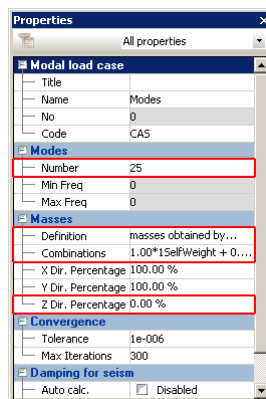 Properties
All properties
Modal load case
Title
Name Modes
No 0
Code CAS
Modes
Number 25
Min Freq 0
Max Freq 0
Masses
Definition masses obtained by...
Combinations 1.00*1SelfWeight + 0....
X Dir. Percentage 100.00 %
Y Dir. Percentage 100.00 %
Z Dir. Percentage 0.00 %
Convergence
Tolerance 1e-006
Max Iterations 300
Damping for seism
Auto calc. Disabled